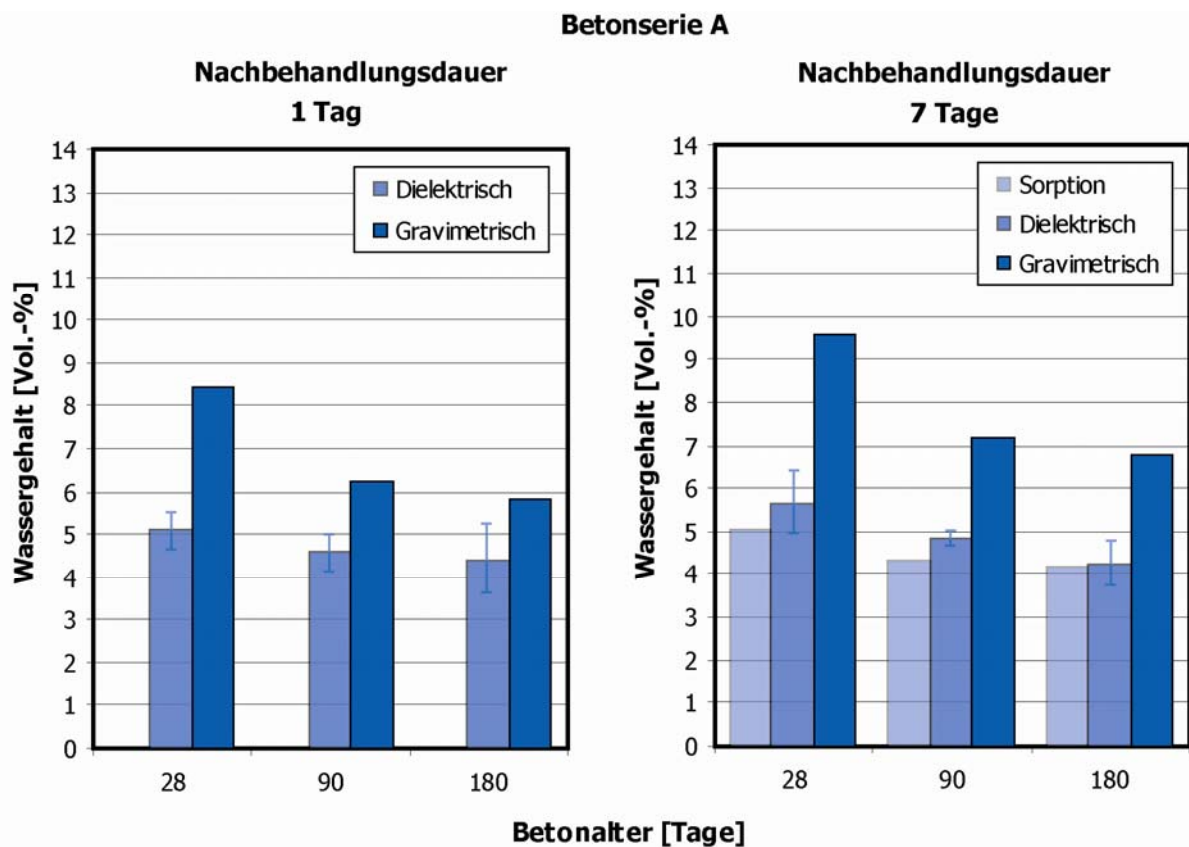 Betonserie A
Nachbehandlungsdauer
1 Tag
Wassergehalt [Vol.-%]
14
13
12
11
10
9
8
7
6
5
4
3
2
1
0
Dielektrisch
Gravimetrisch
28
90
180
Nachbehandlungsdauer
7 Tage
Wassergehalt [Vol.-%]
14
13
12
11
10
9
8
7
6
5
4
3
2
1
0
Sorption
Dielektrisch
Gravimetrisch
28
90
180
Betonalter [Tage]